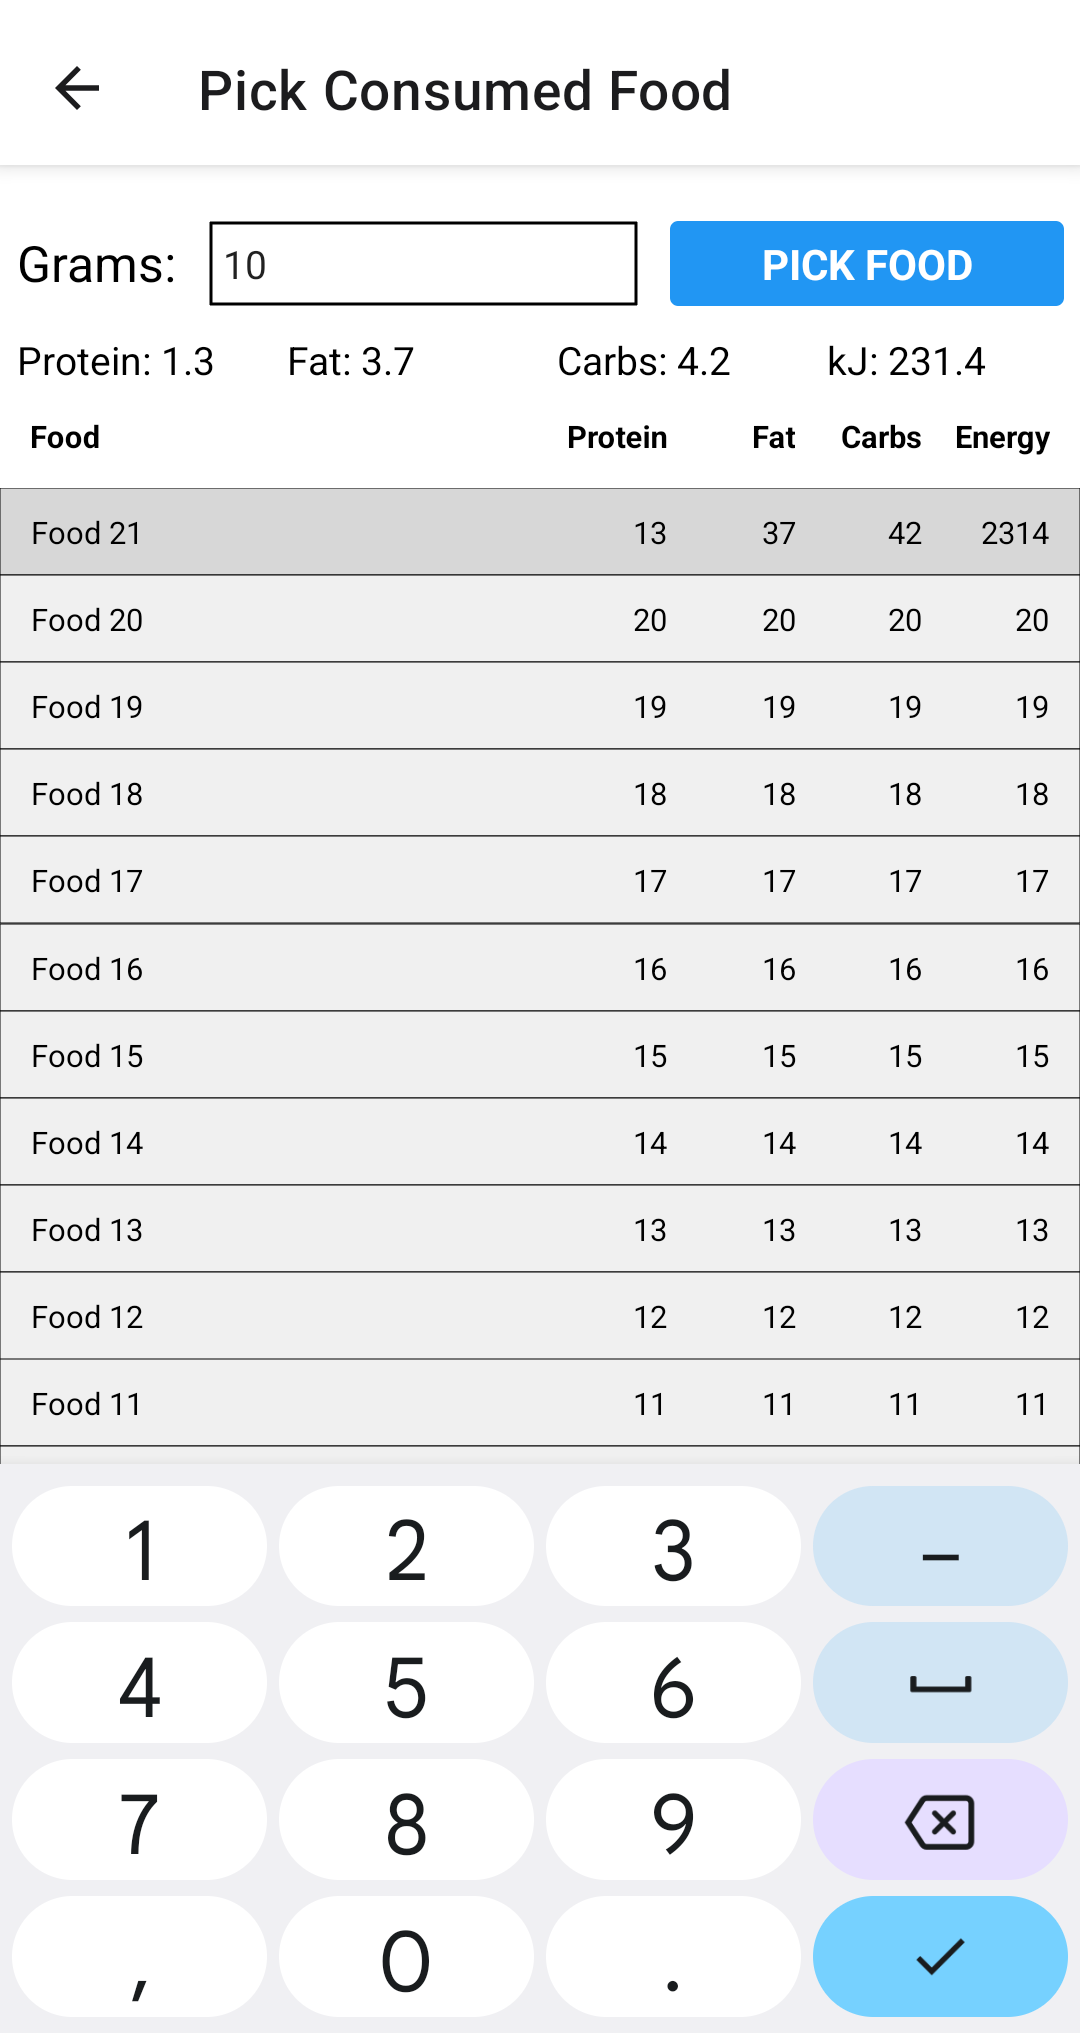 Pick Consumed Food
Grams: 10 PICK FOOD
Protein: 1.3 Fat: 3.7 Carbs: 4.2 kJ: 231.4
Food Protein Fat Carbs Energy
Food 21 13 37 42 2314
Food 20 20 20 20 20
Food 19 19 19 19 19
Food 18 18 18 18 18
Food 17 17 17 17 17
Food 16 16 16 16 16
Food 15 15 15 15 15
Food 14 14 14 14 14
Food 13 13 13 13 13
Food 12 12 12 12 12
Food 11 11 11 11 11
1 2 3 –
4 5 6
7 8 9
, 0 .